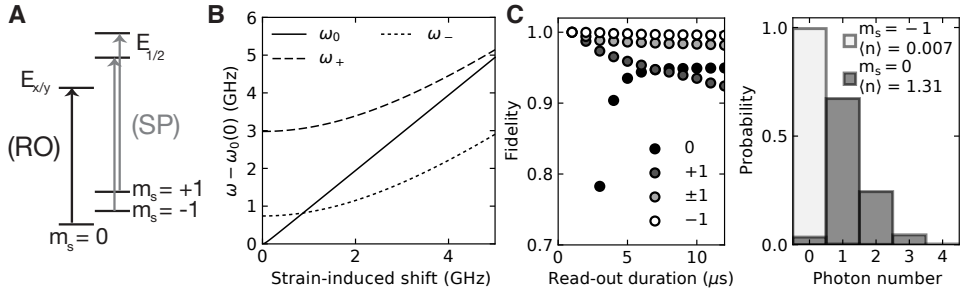 A
E₁/₂
Eₓ/ᵧ
(RO)
(SP)
mₛ = +1
mₛ = -1
mₛ = 0
B
ω₀
ω₊
ω₋
ω − ω₀(0) (GHz)
6
5
4
3
2
1
0
0 2 4
Strain-induced shift (GHz)
C
Fidelity
1.0
0.9
0.8
0.7
0
+1
±1
−1
0 5 10
Read-out duration (μs)
Probability
1.0
0.5
0.0
mₛ = − 1
⟨n⟩ = 0.007
mₛ = 0
⟨n⟩ = 1.31
0 1 2 3 4
Photon number